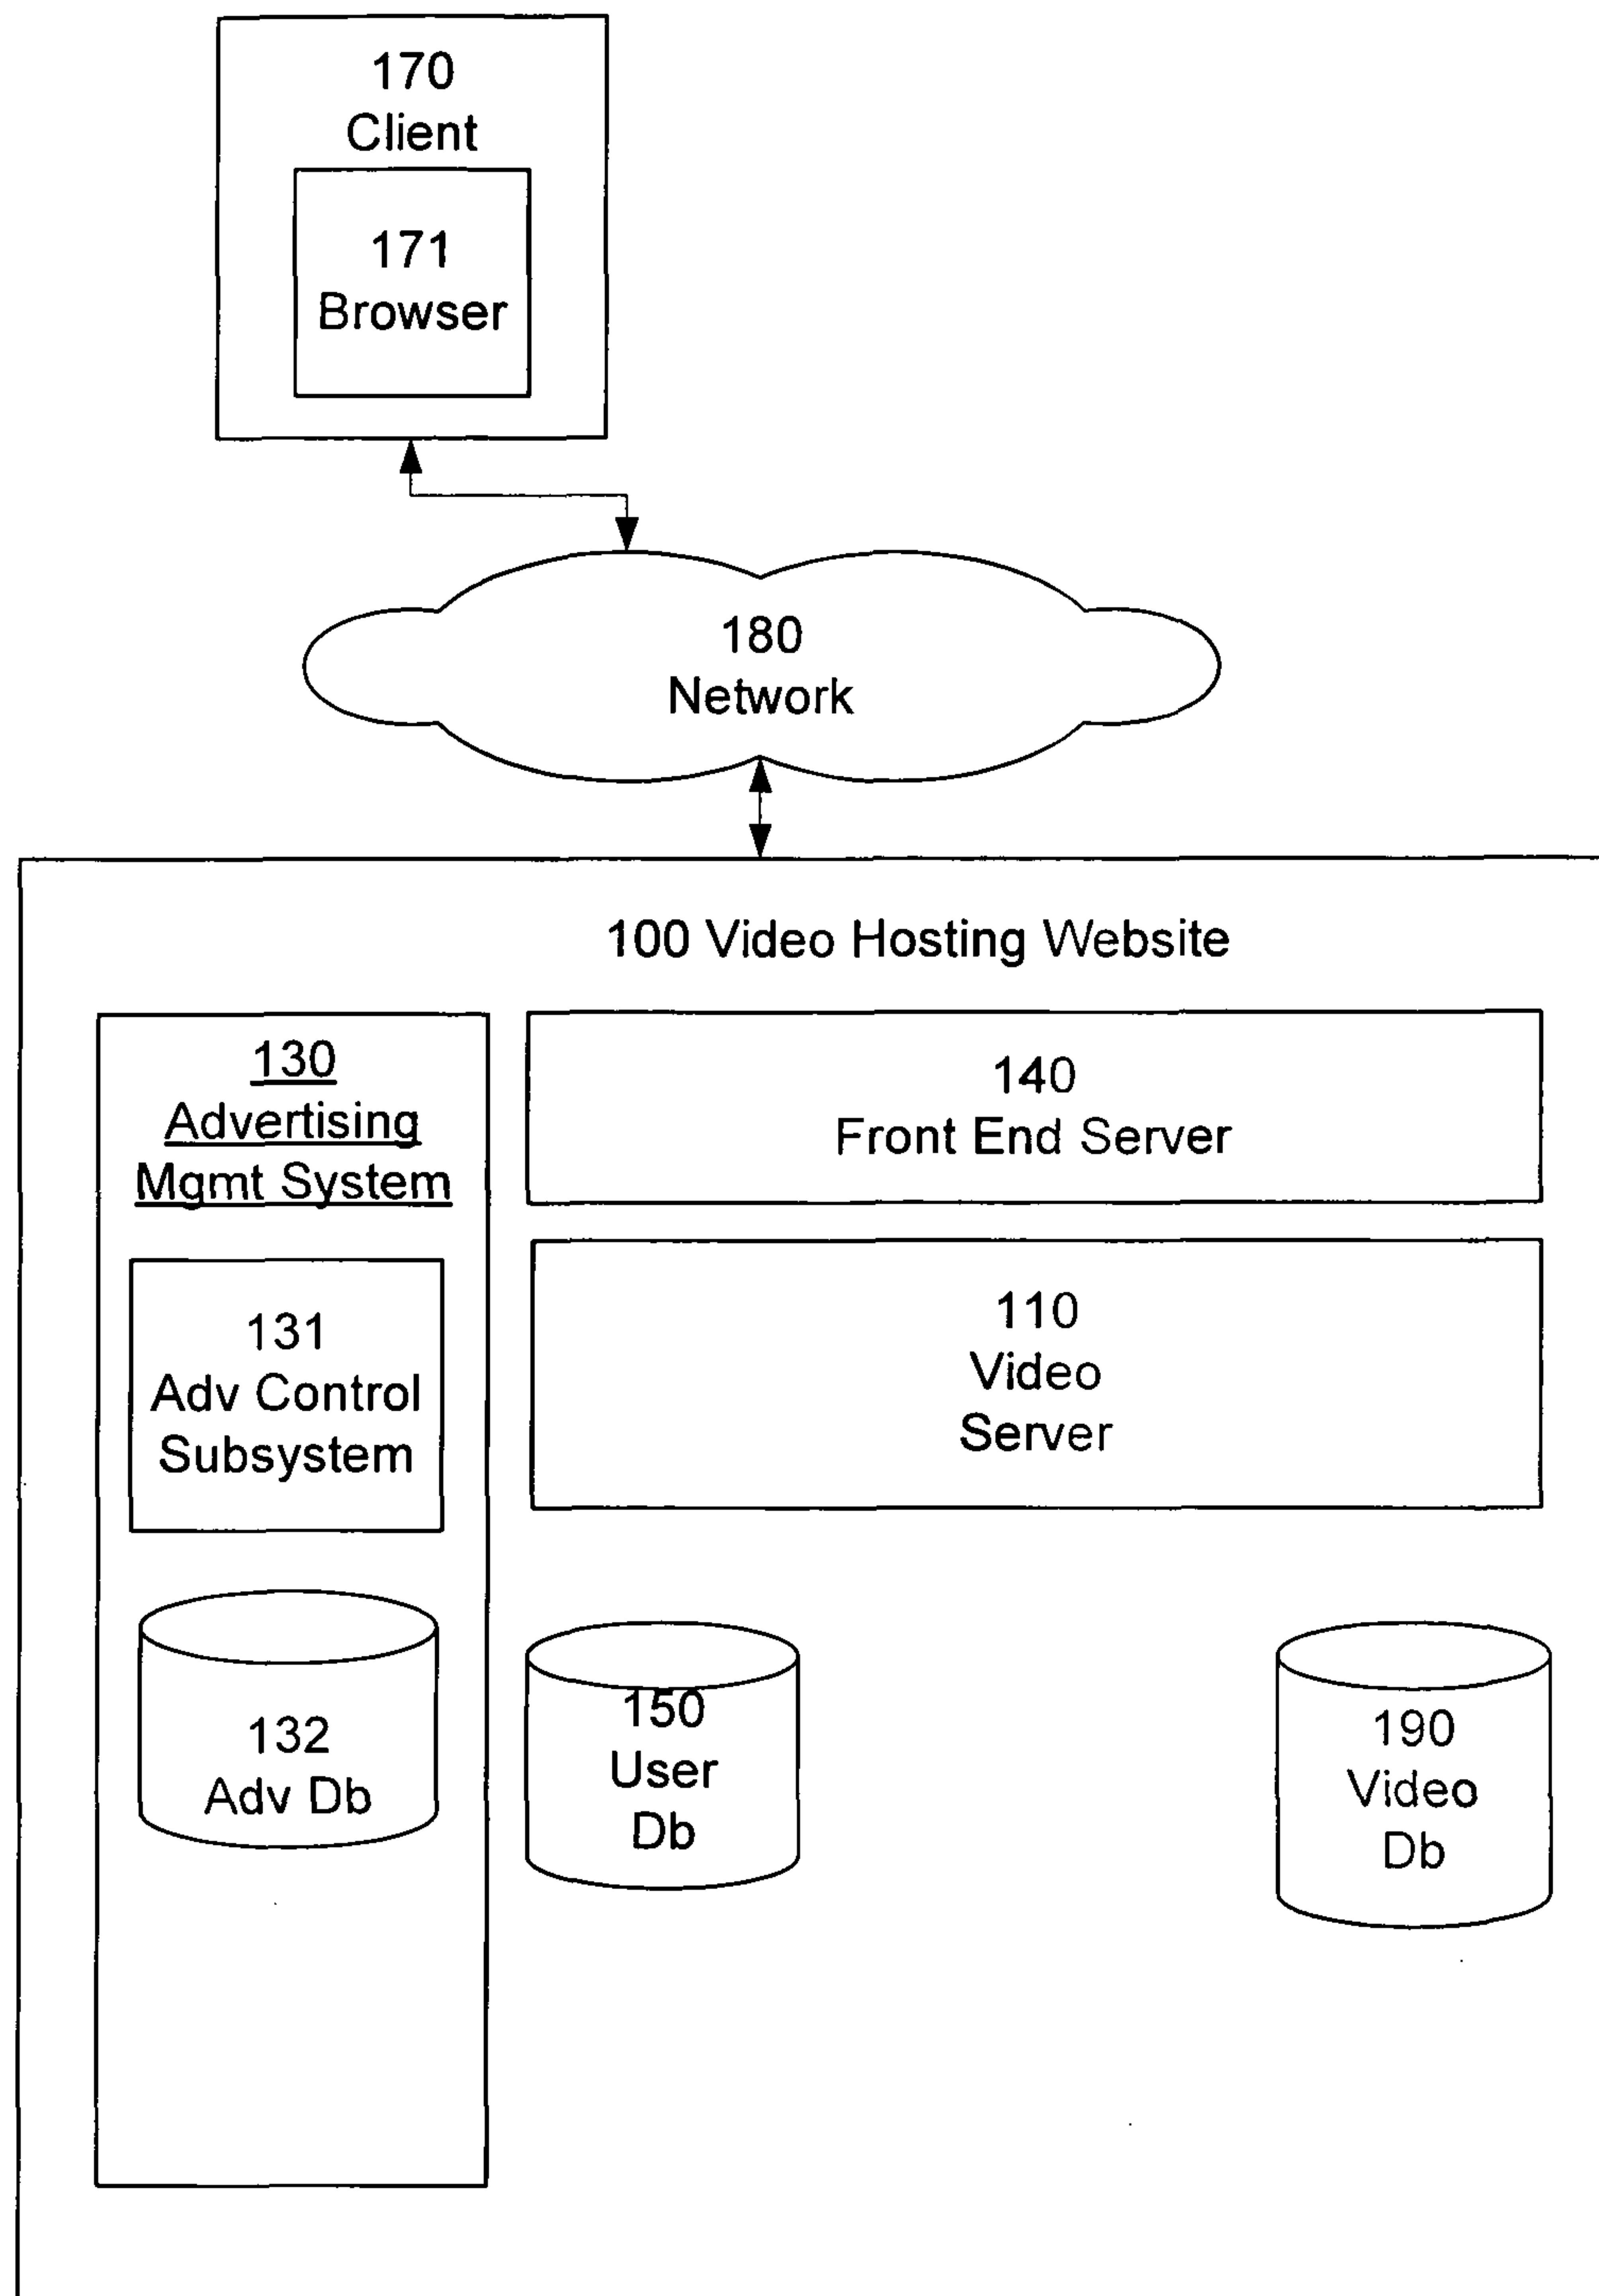 170
Client
171
Browser
180
Network
100 Video Hosting Website
130
Advertising
Mgmt System
140
Front End Server
131
Adv Control
Subsystem
110
Video
Server
132
Adv Db
150
User
Db
190
Video
Db